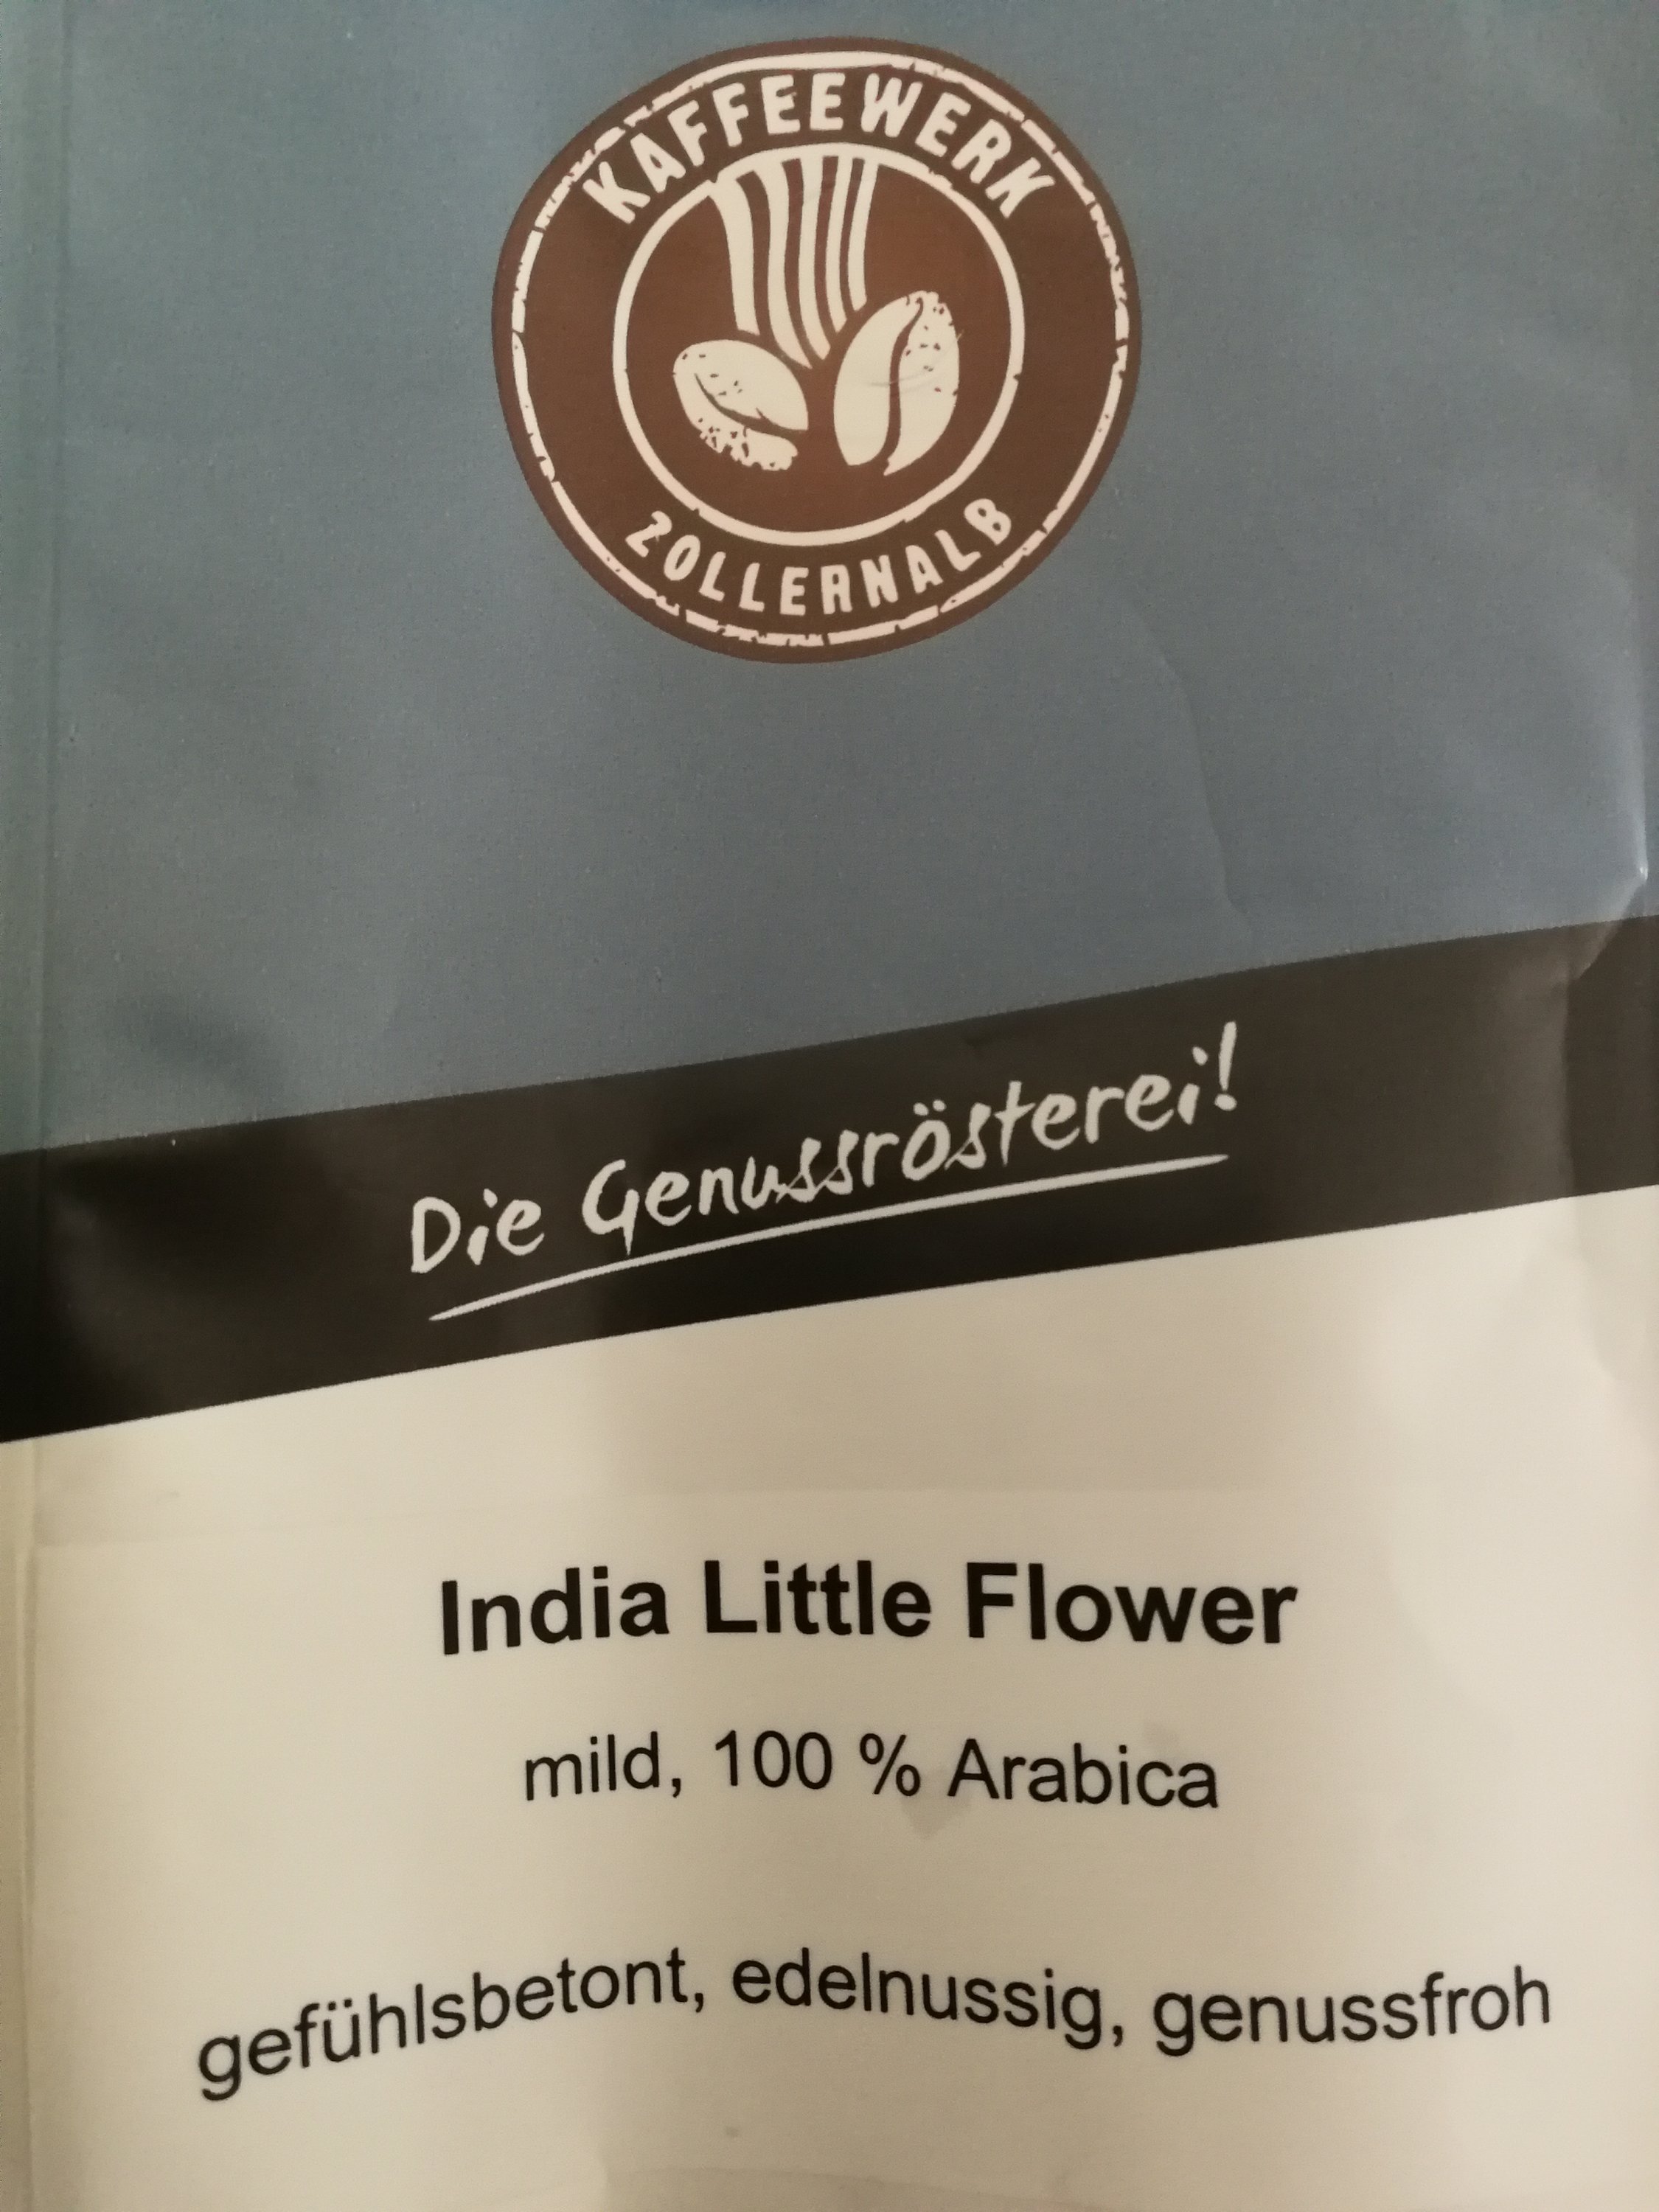 KAFFEEWERK
ZOLLERNALB
Die Genussrösterei!
India Little Flower
mild, 100 % Arabica
gefühlsbetont, edelnussig, genussfroh